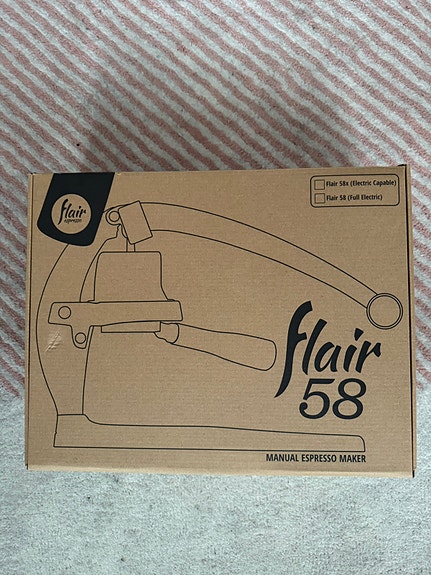 flair
espresso
Flair 58x (Electric Capable)
Flair 58 (Full Electric)
flair
58
MANUAL ESPRESSO MAKER